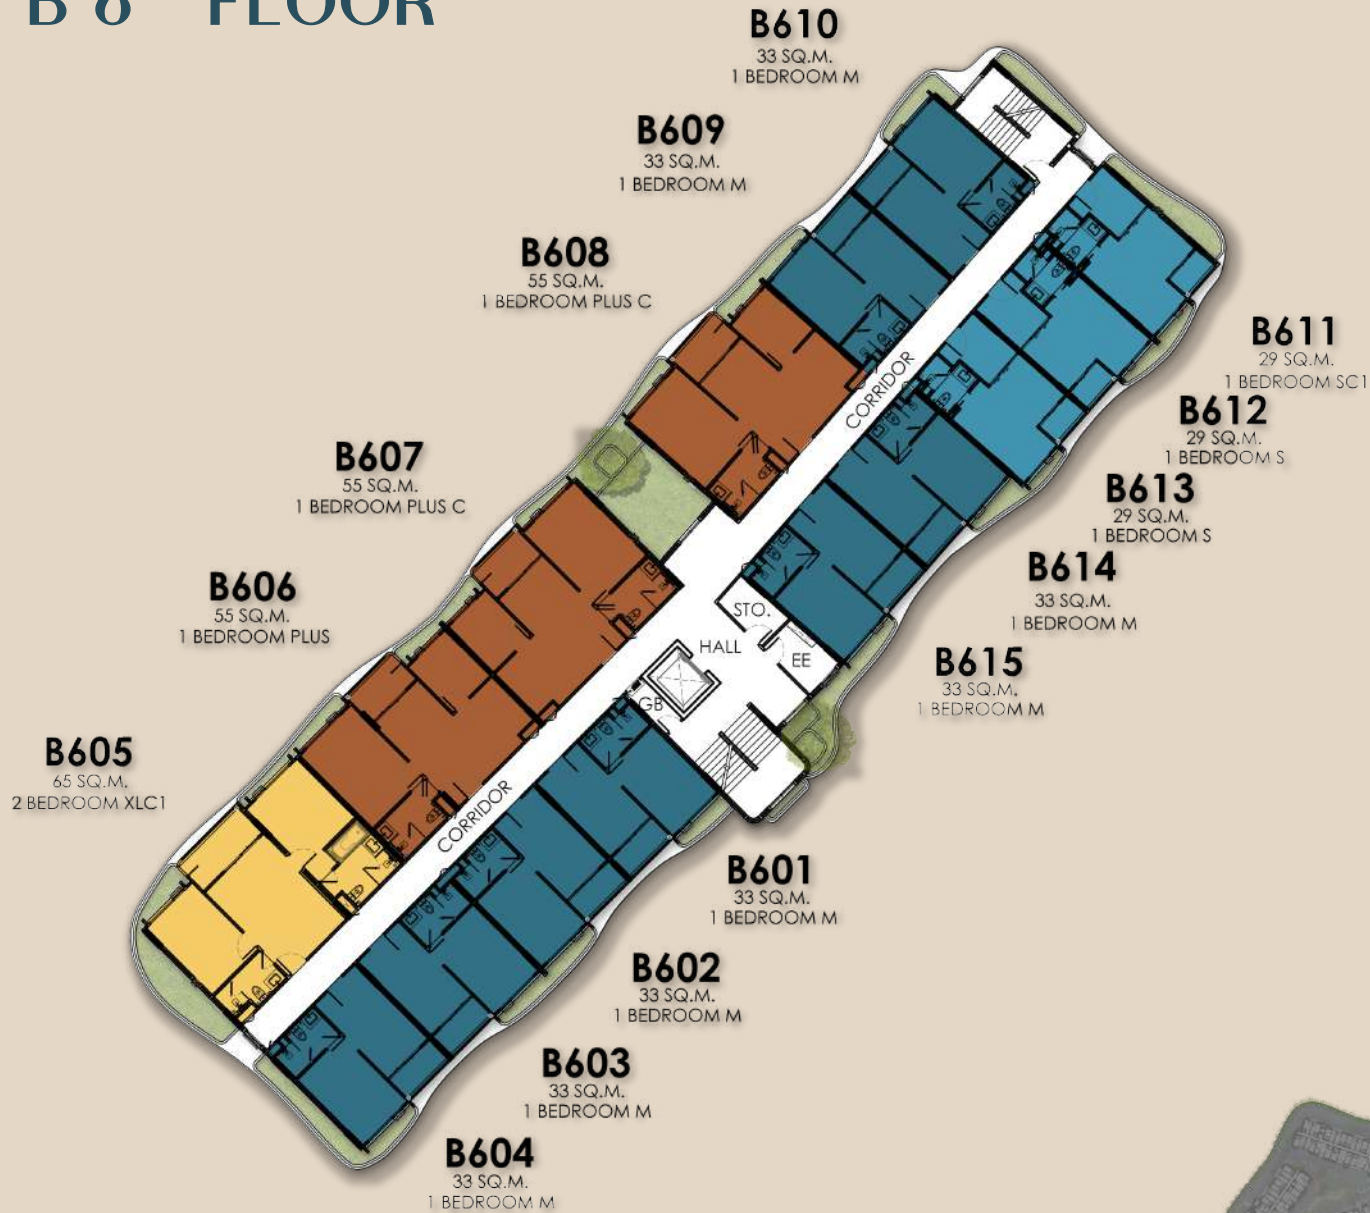 B 6 FLOOR
B610
33 SQ.M.
1 BEDROOM M
B609
33 SQ.M.
1 BEDROOM M
B608
55 SQ.M.
1 BEDROOM PLUS C
B607
55 SQ.M.
1 BEDROOM PLUS C
B606
55 SQ.M.
1 BEDROOM PLUS
B605
65 SQ.M.
2 BEDROOM XLC1
B611
29 SQ.M.
1 BEDROOM SC1
B612
29 SQ.M.
1 BEDROOM S
B613
29 SQ.M.
1 BEDROOM S
B614
33 SQ.M.
1 BEDROOM M
B615
33 SQ.M.
1 BEDROOM M
CORRIDOR
STO.
HALL
EE
GB
CORRIDOR
B601
33 SQ.M.
1 BEDROOM M
B602
33 SQ.M.
1 BEDROOM M
B603
33 SQ.M.
1 BEDROOM M
B604
33 SQ.M.
1 BEDROOM M